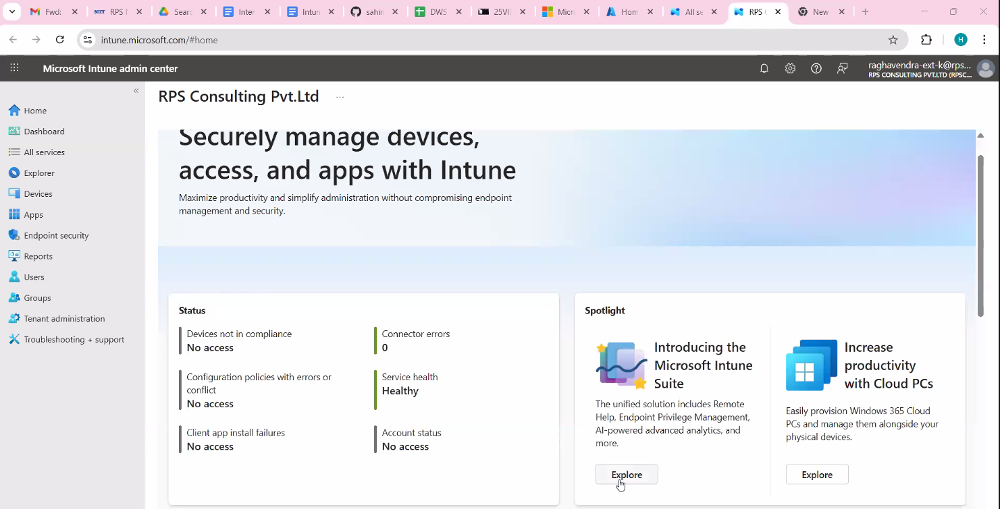 Fwd:
NIIT RPS
Sear
Inter
Intun
sahin
DWS
25VI
Micr
Hom
All se
RPS
New
intune.microsoft.com/#home
H
Microsoft Intune admin center
raghavendra-ext-k@rps...
RPS CONSULTING PVT.LTD (RPSC...
RPS Consulting Pvt.Ltd
Home
Dashboard
All services
Explorer
Devices
Apps
Endpoint security
Reports
Users
Groups
Tenant administration
Troubleshooting + support
Securely manage devices,
access, and apps with Intune
Maximize productivity and simplify administration without compromising endpoint
management and security.
Status
Devices not in compliance
No access
Configuration policies with errors or
conflict
No access
Client app install failures
No access
Connector errors
0
Service health
Healthy
Account status
No access
Spotlight
Introducing the
Microsoft Intune
Suite
The unified solution includes Remote
Help, Endpoint Privilege Management,
AI-powered advanced analytics, and
more.
Explore
Increase
productivity
with Cloud PCs
Easily provision Windows 365 Cloud
PCs and manage them alongside your
physical devices.
Explore